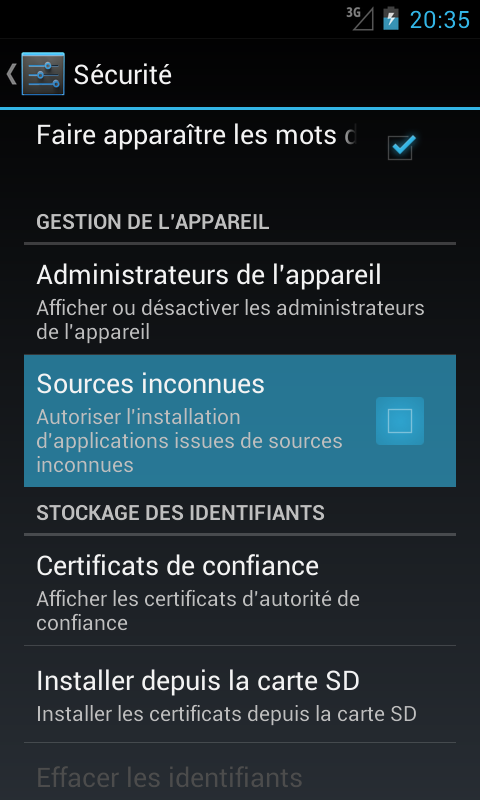 3G 20:35
Sécurité
Faire apparaître les mots
GESTION DE L'APPAREIL
Administrateurs de l'appareil
Afficher ou désactiver les administrateurs
de l'appareil
Sources inconnues
Autoriser l'installation
d'applications issues de sources
inconnues
STOCKAGE DES IDENTIFIANTS
Certificats de confiance
Afficher les certificats d'autorité de
confiance
Installer depuis la carte SD
Installer les certificats depuis la carte SD
Effacer les identifiants